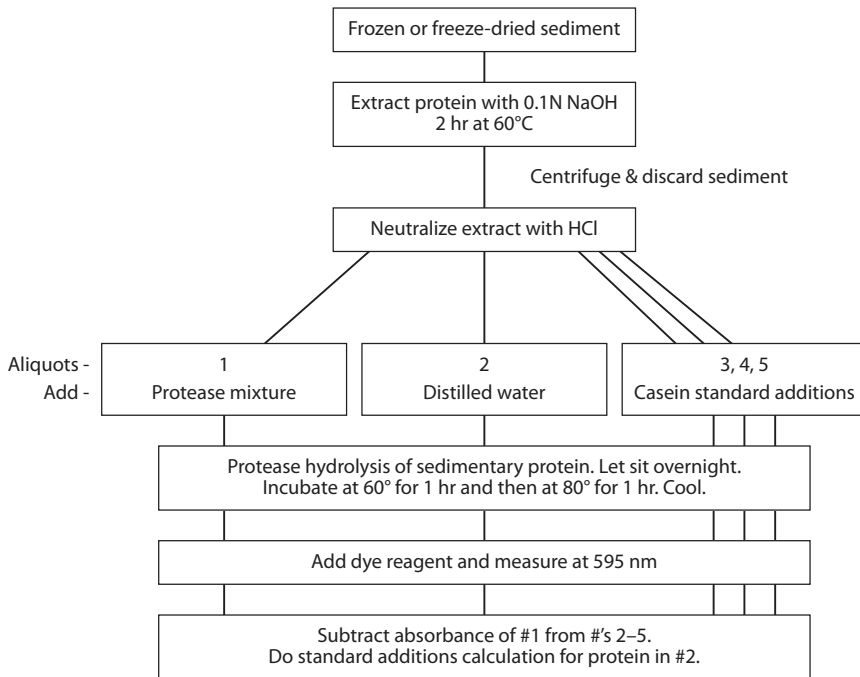 Frozen or freeze-dried sediment
Extract protein with 0.1N NaOH
2 hr at 60°C
Centrifuge & discard sediment
Neutralize extract with HCl
Aliquots -
1
2
3, 4, 5
Add -
Protease mixture
Distilled water
Casein standard additions
Protease hydrolysis of sedimentary protein. Let sit overnight.
Incubate at 60° for 1 hr and then at 80° for 1 hr. Cool.
Add dye reagent and measure at 595 nm
Subtract absorbance of #1 from #'s 2–5.
Do standard additions calculation for protein in #2.